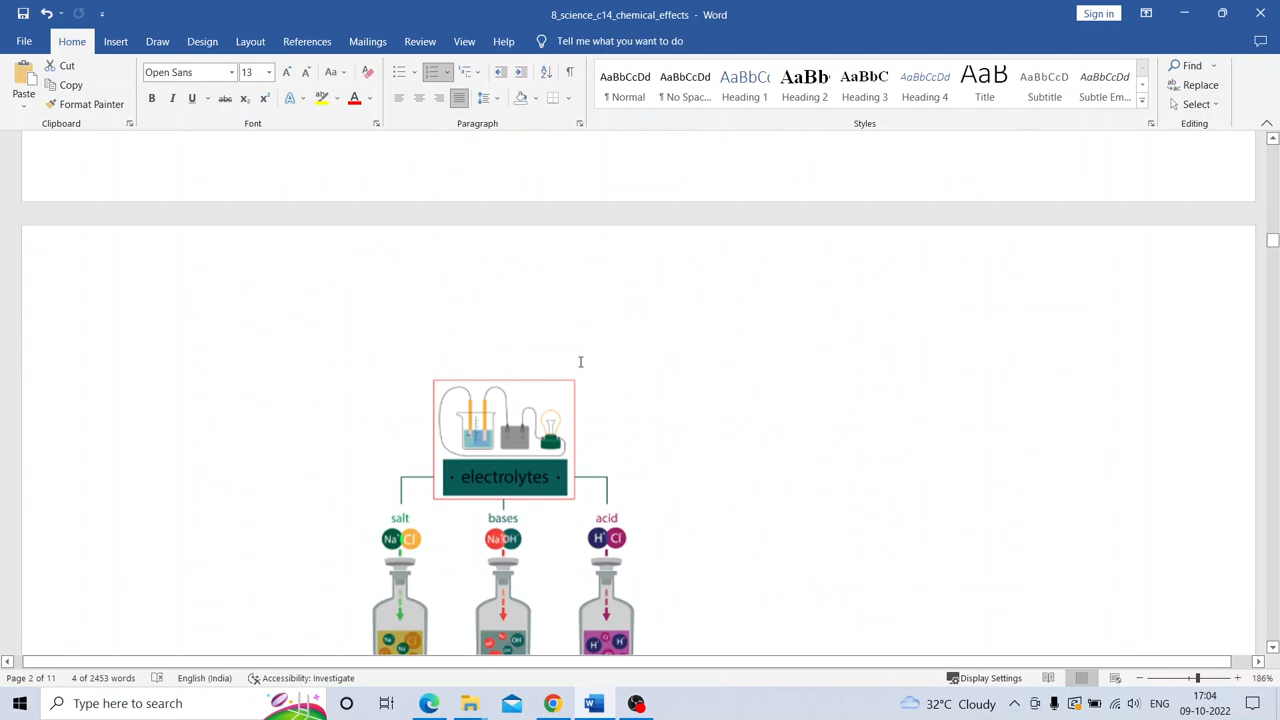 8_science_c14_chemical_effects - Word
Sign in
File Home Insert Draw Design Layout References Mailings Review View Help Tell me what you want to do
Paste
Cut
Copy
Format Painter
Clipboard
Open Sans 13
Font
Paragraph
AaBbCcDd AaBbCcDd AaBbCc AaBb AaBbC AaBbCcDd AaB AaBbCcD AaBbCcDd
¶ Normal ¶ No Spac... Heading 1 Heading 2 Heading 3 Heading 4 Title Subtitle Subtle Em...
Styles
Find
Replace
Select
Editing
· electrolytes ·
salt bases acid
Na+ Cl Na OH H+ Cl
Page 2 of 11 4 of 2453 words English (India) Accessibility: Investigate Display Settings 186%
Type here to search
32°C Cloudy
ENG
17:04
09-10-2022